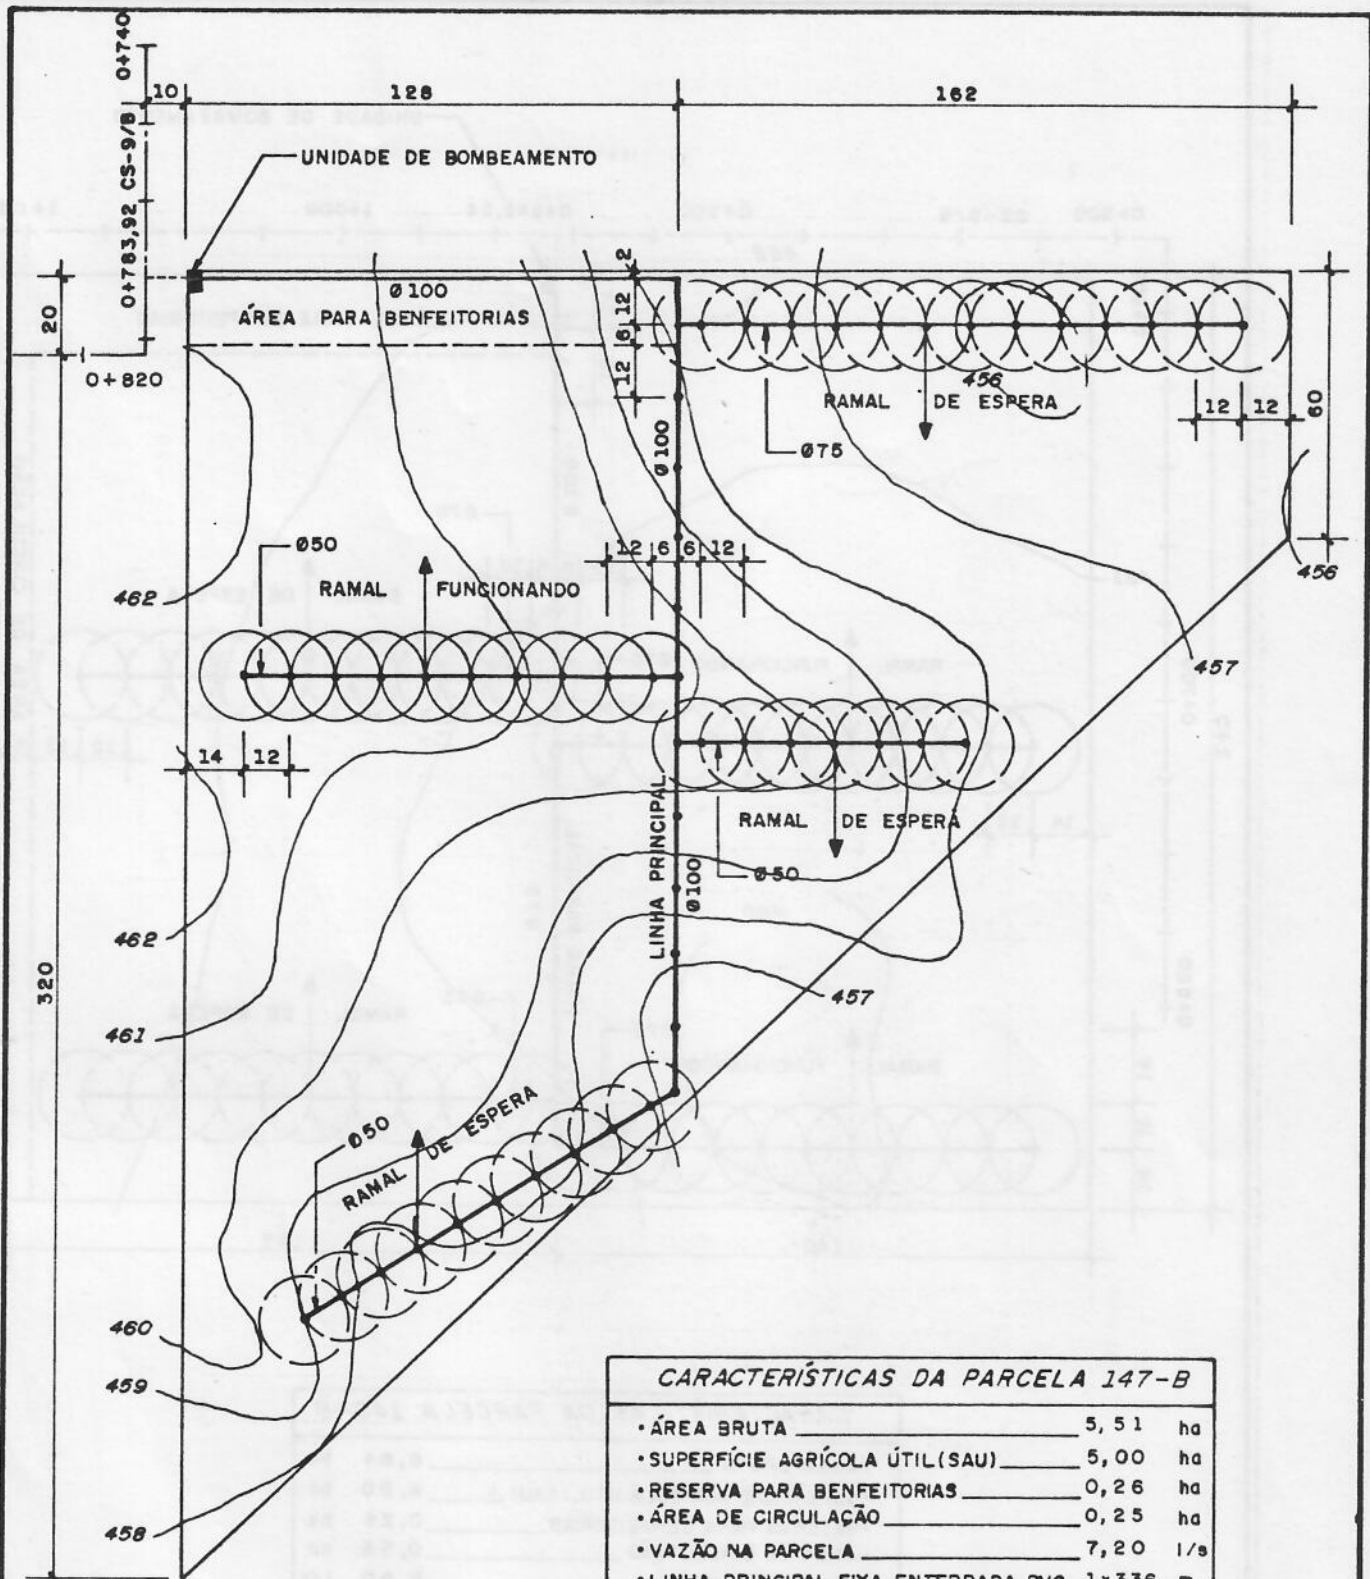 0+740
10
128
162
0+783,92 CS-9/B
UNIDADE DE BOMBEAMENTO
2
Ø100
12
6
12
20
ÁREA PARA BENFEITORIAS
0+820
456
RAMAL DE ESPERA
12
12
60
Ø75
Ø100
Ø50
12
6
6
12
RAMAL FUNCIONANDO
462
456
457
14
12
LINHA PRINCIPAL
RAMAL DE ESPERA
Ø50
Ø100
462
320
457
461
Ø50
RAMAL DE ESPERA
460
459
458
CARACTERÍSTICAS DA PARCELA 147-B
•ÁREA BRUTA 5,51 ha
•SUPERFÍCIE AGRÍCOLA ÚTIL(SAU) 5,00 ha
•RESERVA PARA BENFEITORIAS 0,26 ha
•ÁREA DE CIRCULAÇÃO 0,25 ha
•VAZÃO NA PARCELA 7,20 l/s
•LINHA PRINCIPAL FIXA ENTERRADA PVC